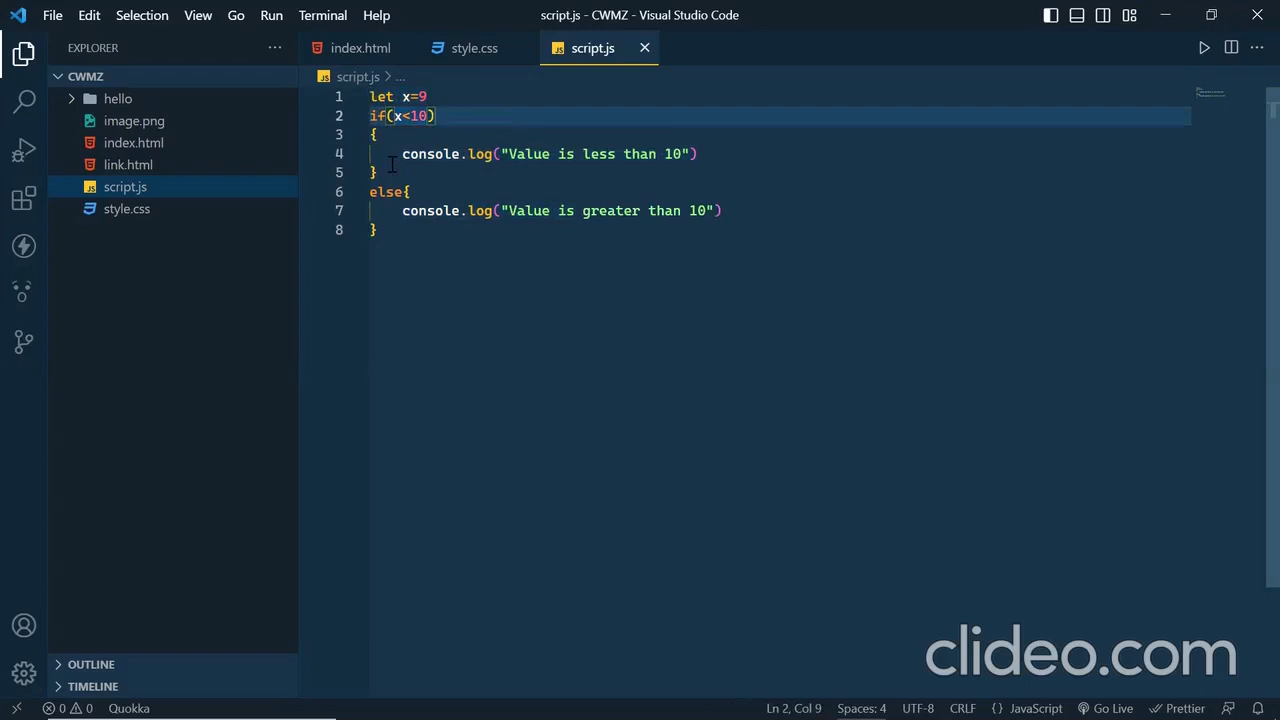 File Edit Selection View Go Run Terminal Help script.js - CWMZ - Visual Studio Code
EXPLORER
index.html style.css JS script.js
CWMZ
JS script.js > ...
hello
image.png
index.html
link.html
JS script.js
style.css
1 let x=9
2 if(x<10)
3 {
4 console.log("Value is less than 10")
5 }
6 else{
7 console.log("Value is greater than 10")
8 }
OUTLINE
TIMELINE
clideo.com
0 0 Quokka Ln 2, Col 9 Spaces: 4 UTF-8 CRLF {} JavaScript Go Live Prettier